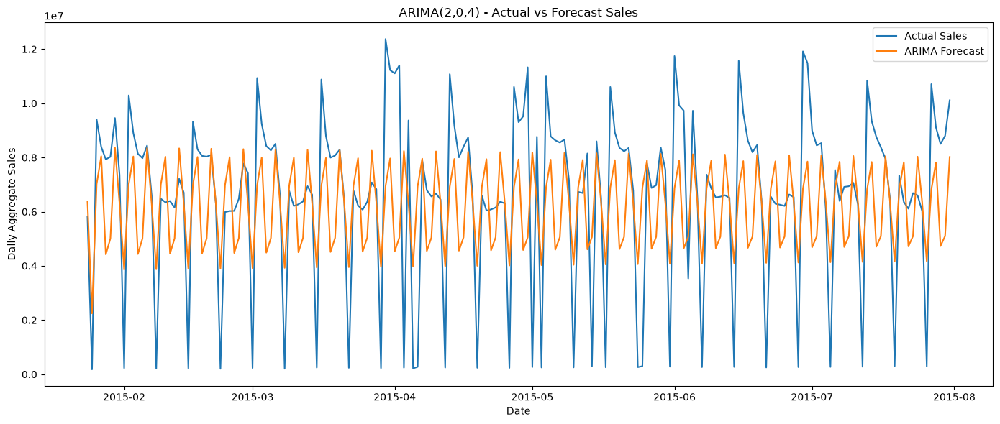 ARIMA(2,0,4) - Actual vs Forecast Sales
1e7
Actual Sales
ARIMA Forecast
1.2
1.0
0.8
0.6
0.4
0.2
0.0
Daily Aggregate Sales
2015-02 2015-03 2015-04 2015-05 2015-06 2015-07 2015-08
Date